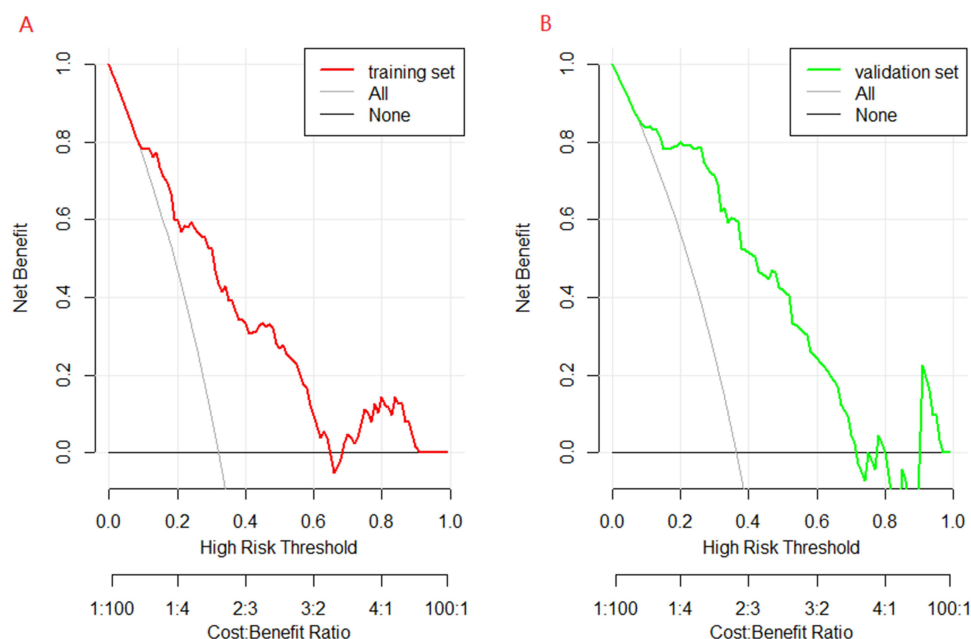 A
training set
All
None
Net Benefit
1.0
0.8
0.6
0.4
0.2
0.0
0.0 0.2 0.4 0.6 0.8 1.0
High Risk Threshold
1:100 1:4 2:3 3:2 4:1 100:1
Cost:Benefit Ratio
B
validation set
All
None
Net Benefit
1.0
0.8
0.6
0.4
0.2
0.0
0.0 0.2 0.4 0.6 0.8 1.0
High Risk Threshold
1:100 1:4 2:3 3:2 4:1 100:1
Cost:Benefit Ratio